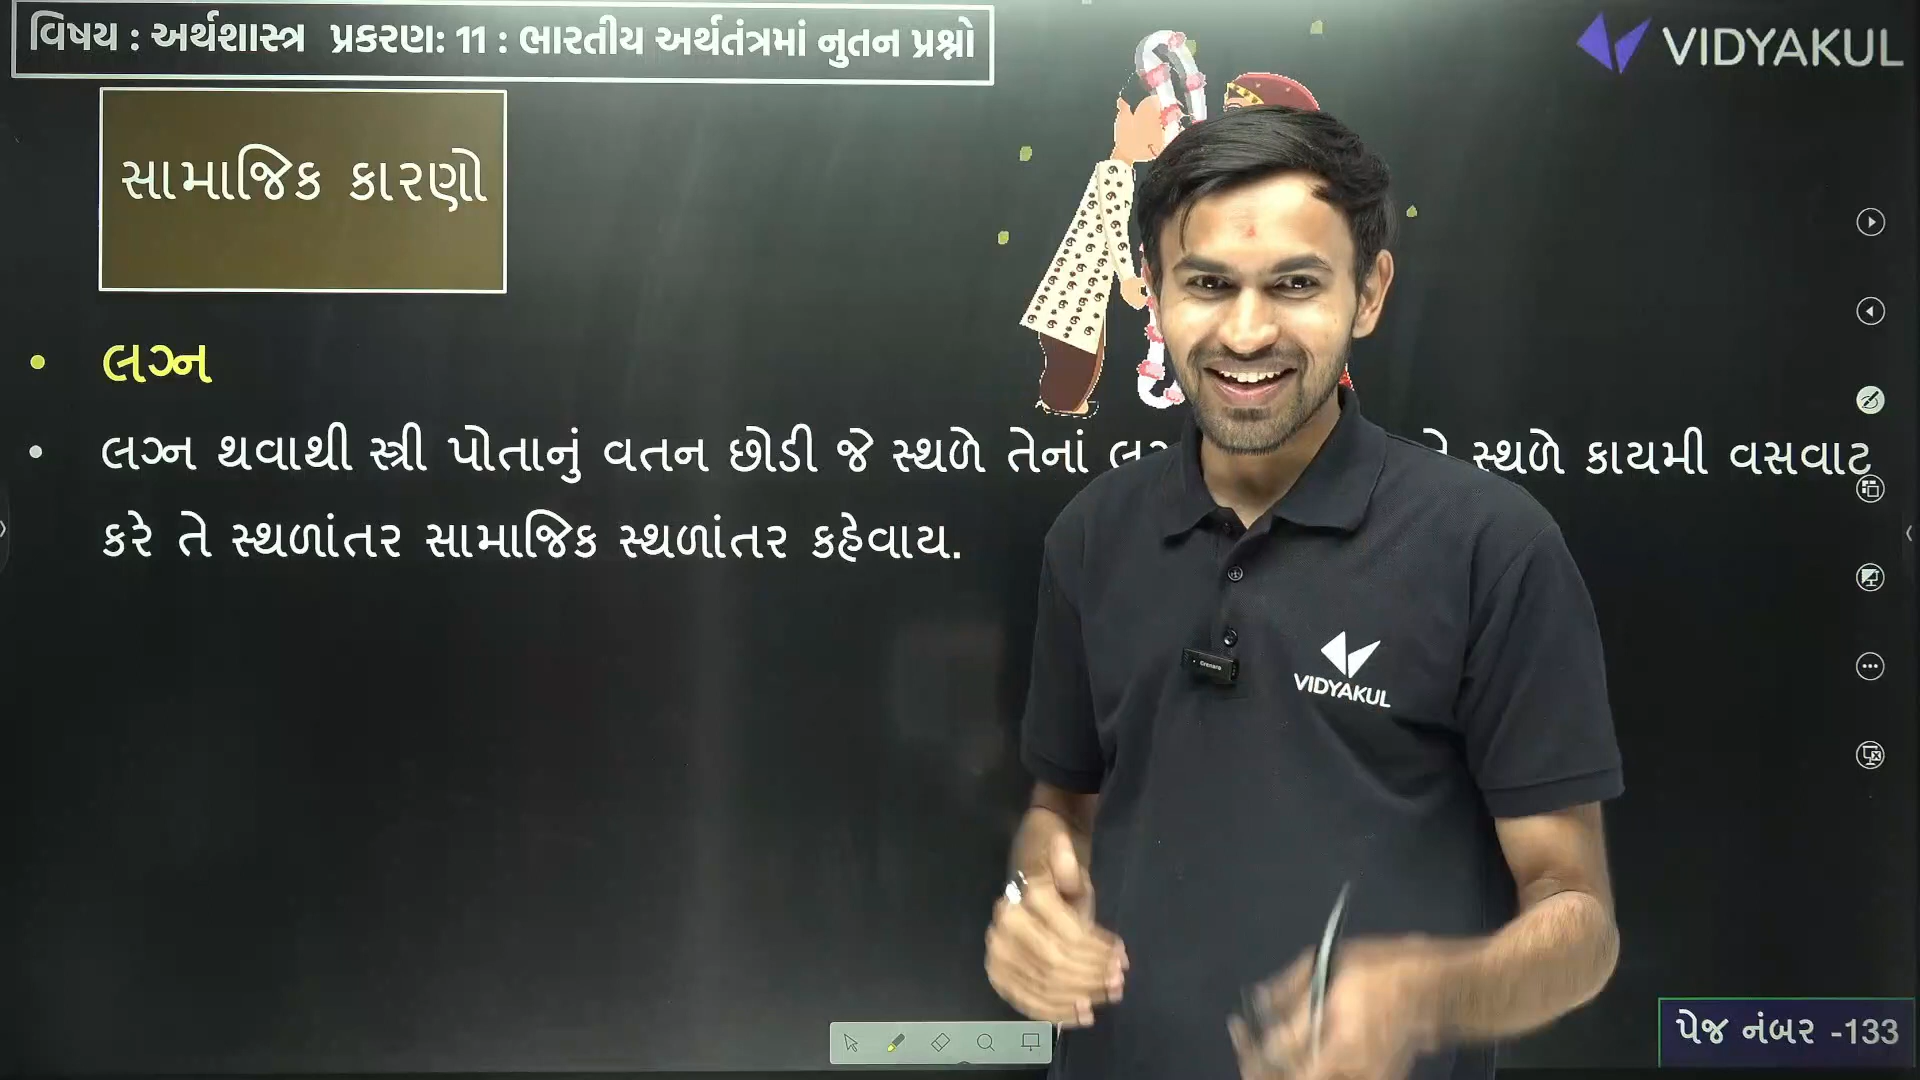 વિષય : અર્થશાસ્ત્ર પ્રકરણ: 11 : ભારતીય અર્થતંત્રમાં નુતન પ્રશ્નો
VIDYAKUL
સામાજિક કારણો
• લગ્ન
• લગ્ન થવાથી સ્ત્રી પોતાનું વતન છોડી જે સ્થળે તેનાં સ્થળે કાયમી વસવાટ
કરે તે સ્થળાંતર સામાજિક સ્થળાંતર કહેવાય.
VIDYAKUL
પેજ નંબર -133